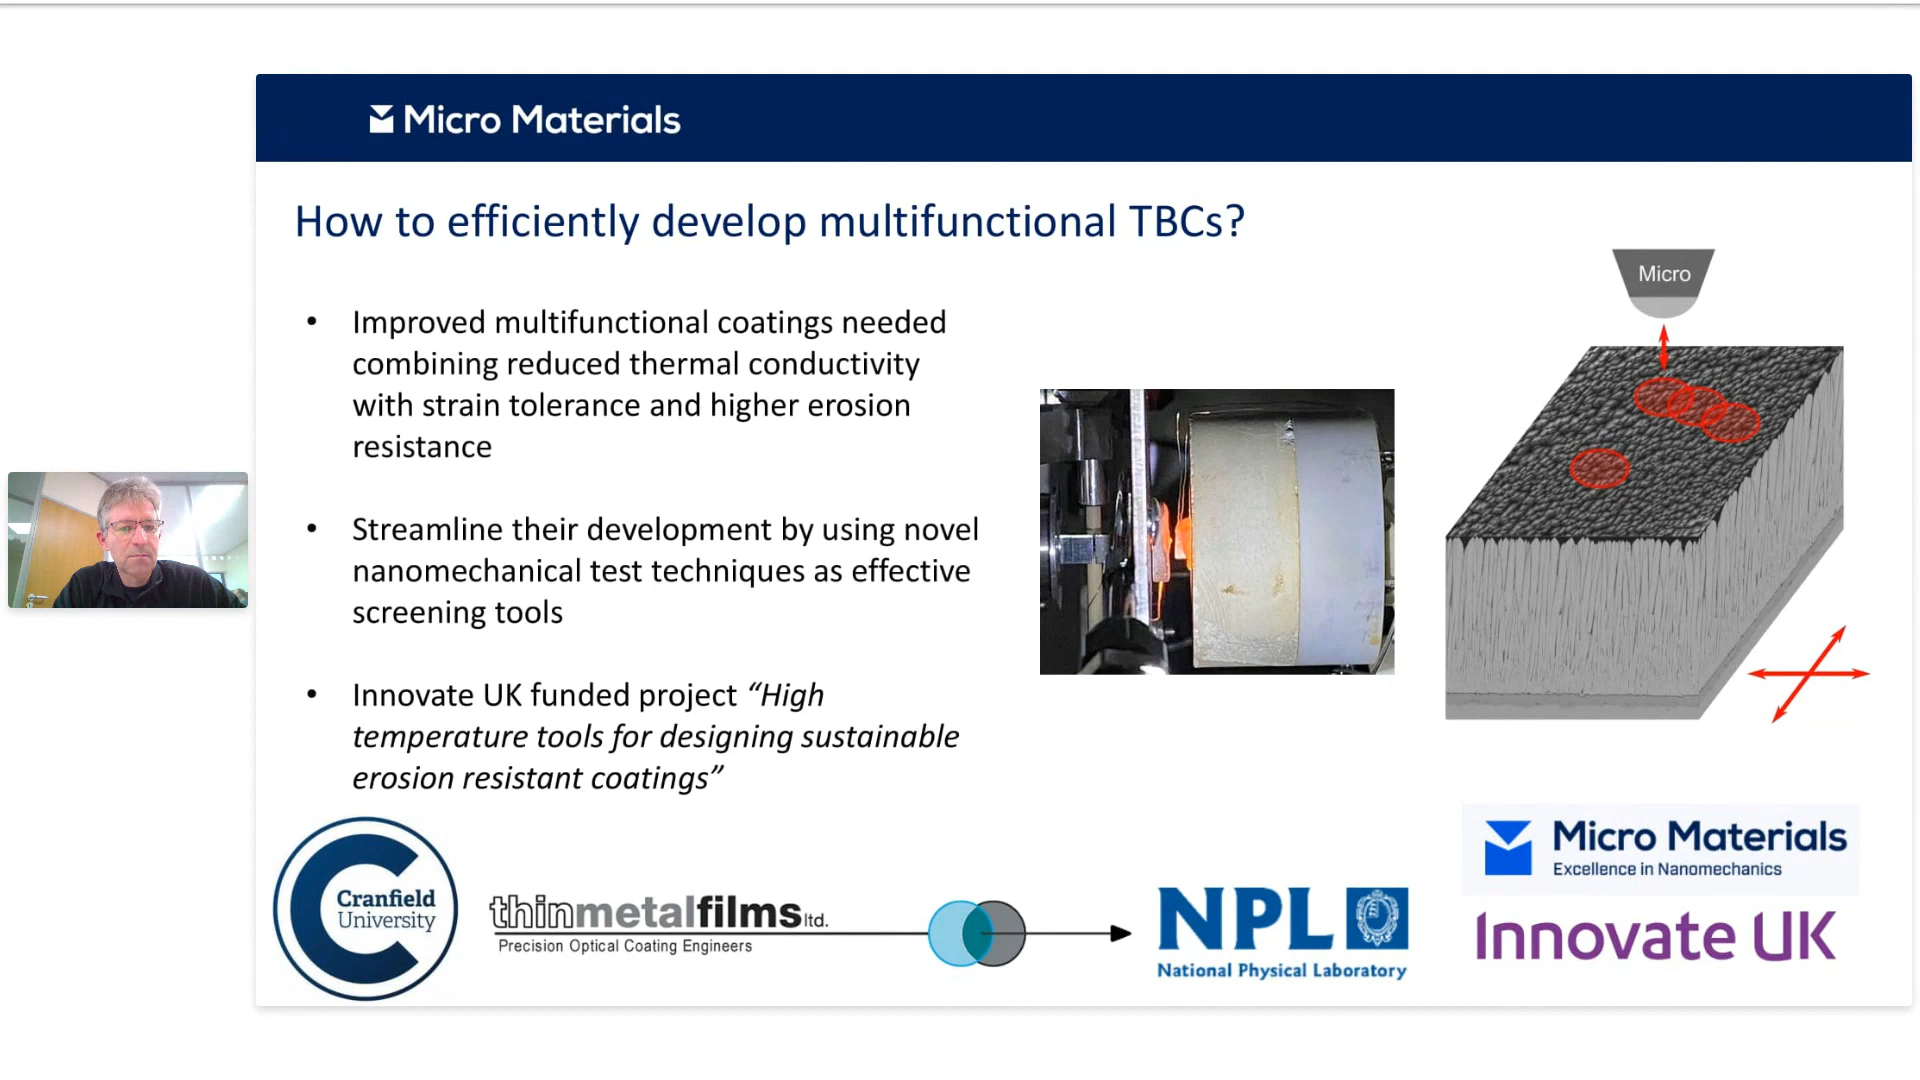 Micro Materials
How to efficiently develop multifunctional TBCs?
• Improved multifunctional coatings needed
combining reduced thermal conductivity
with strain tolerance and higher erosion
resistance
• Streamline their development by using novel
nanomechanical test techniques as effective
screening tools
• Innovate UK funded project “High
temperature tools for designing sustainable
erosion resistant coatings”
Micro
Cranfield
University
thinmetalfilms ltd.
Precision Optical Coating Engineers
NPL
National Physical Laboratory
Micro Materials
Excellence in Nanomechanics
Innovate UK